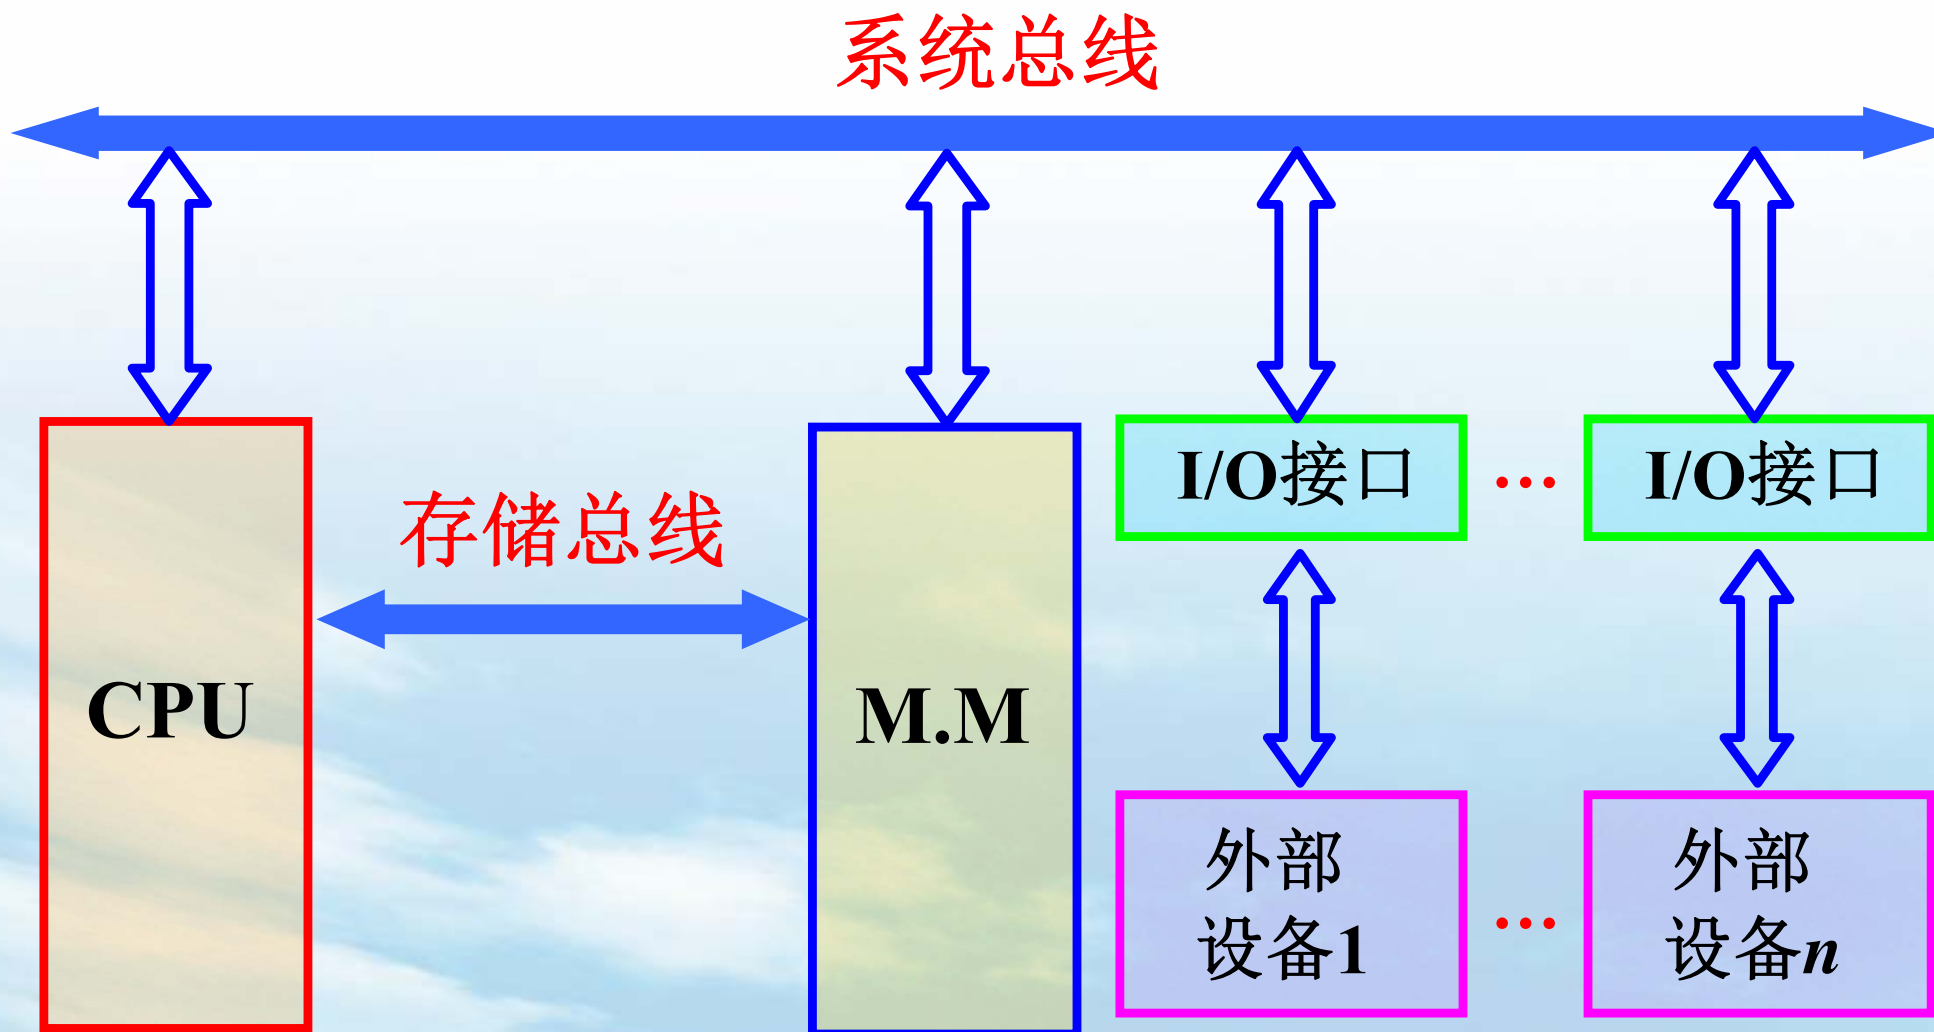 系统总线
I/O接口
...
I/O接口
存储总线
CPU
M.M
外部
设备1
...
外部
设备n